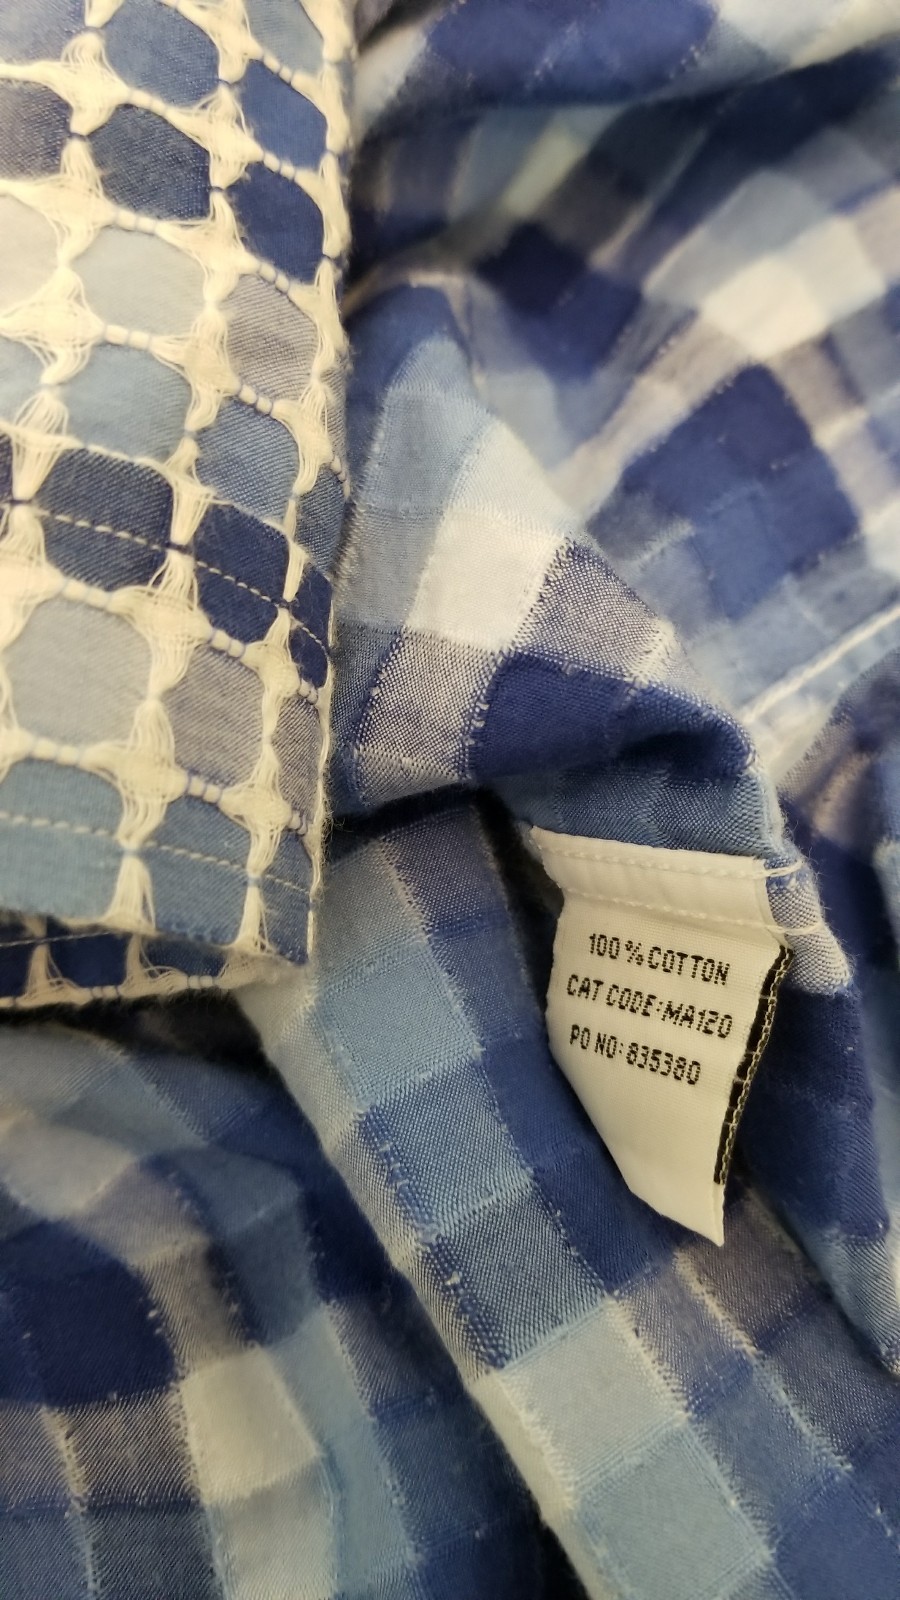 100% COTTON
CAT CODE:MA120
PO NO: 835380